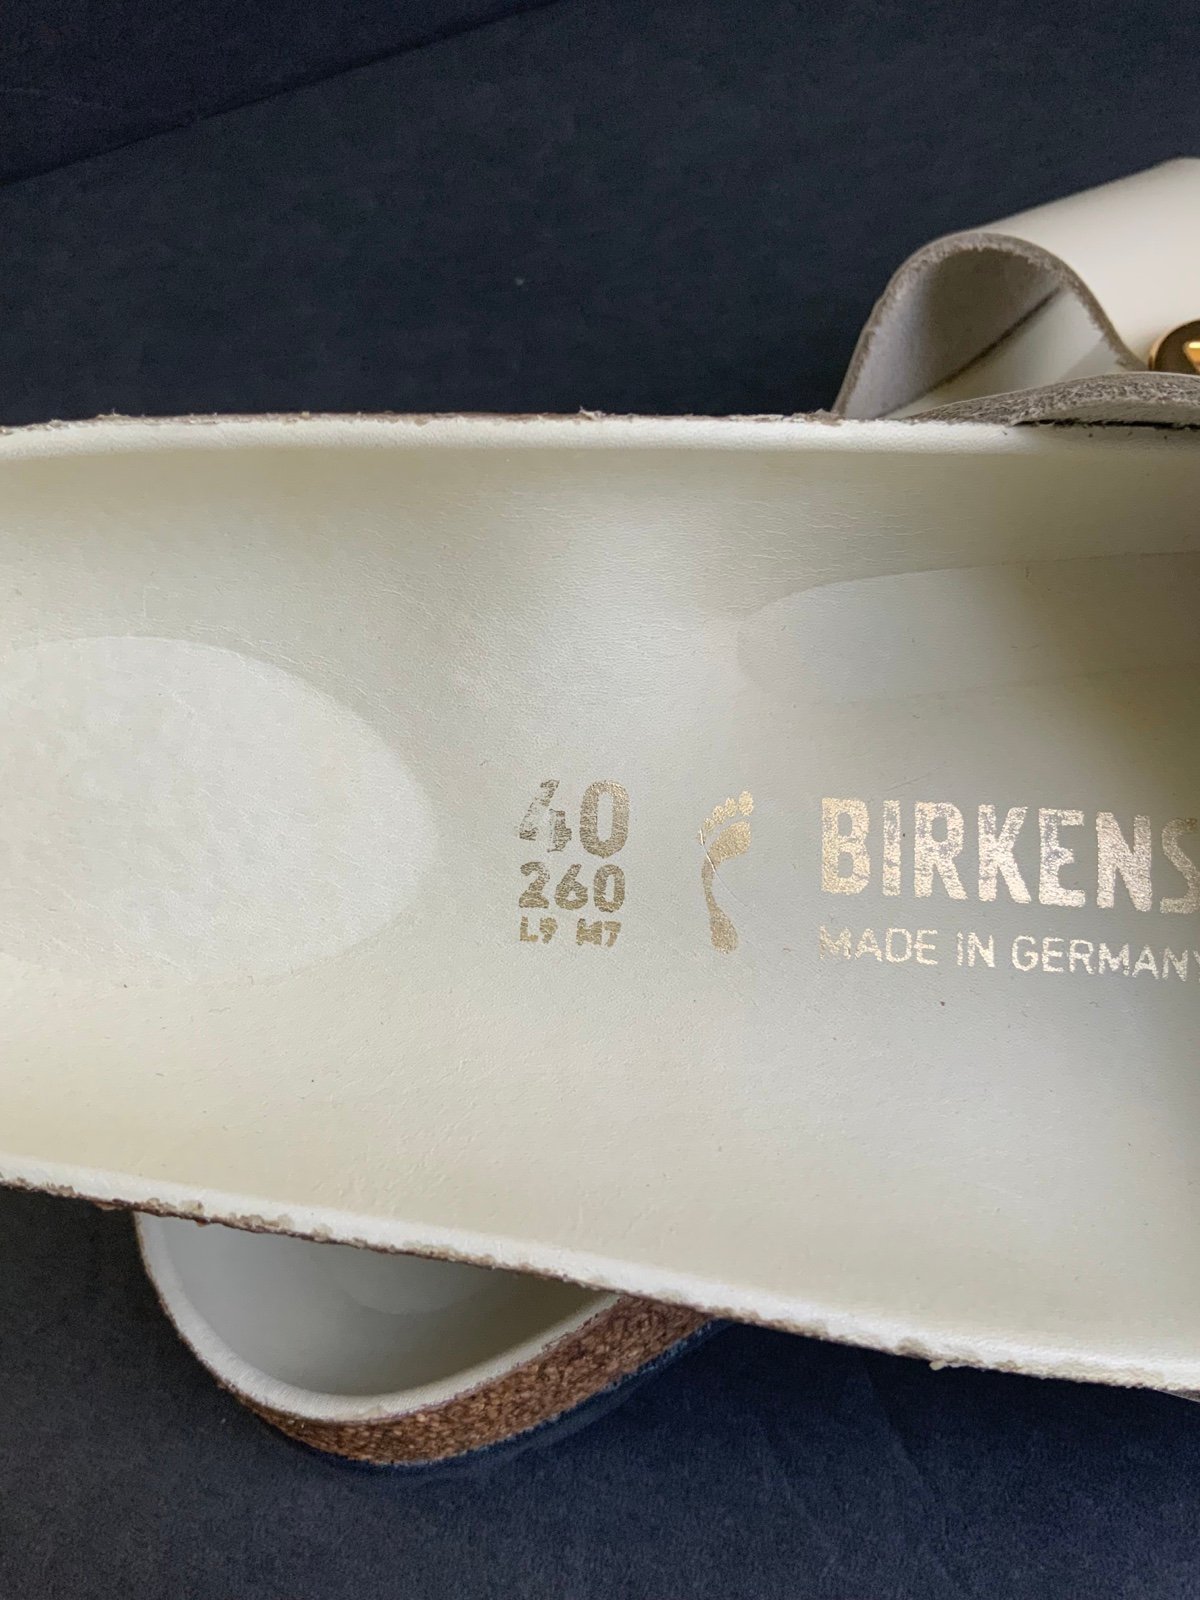 40
260
L9 M7
BIRKENS
MADE IN GERMANY